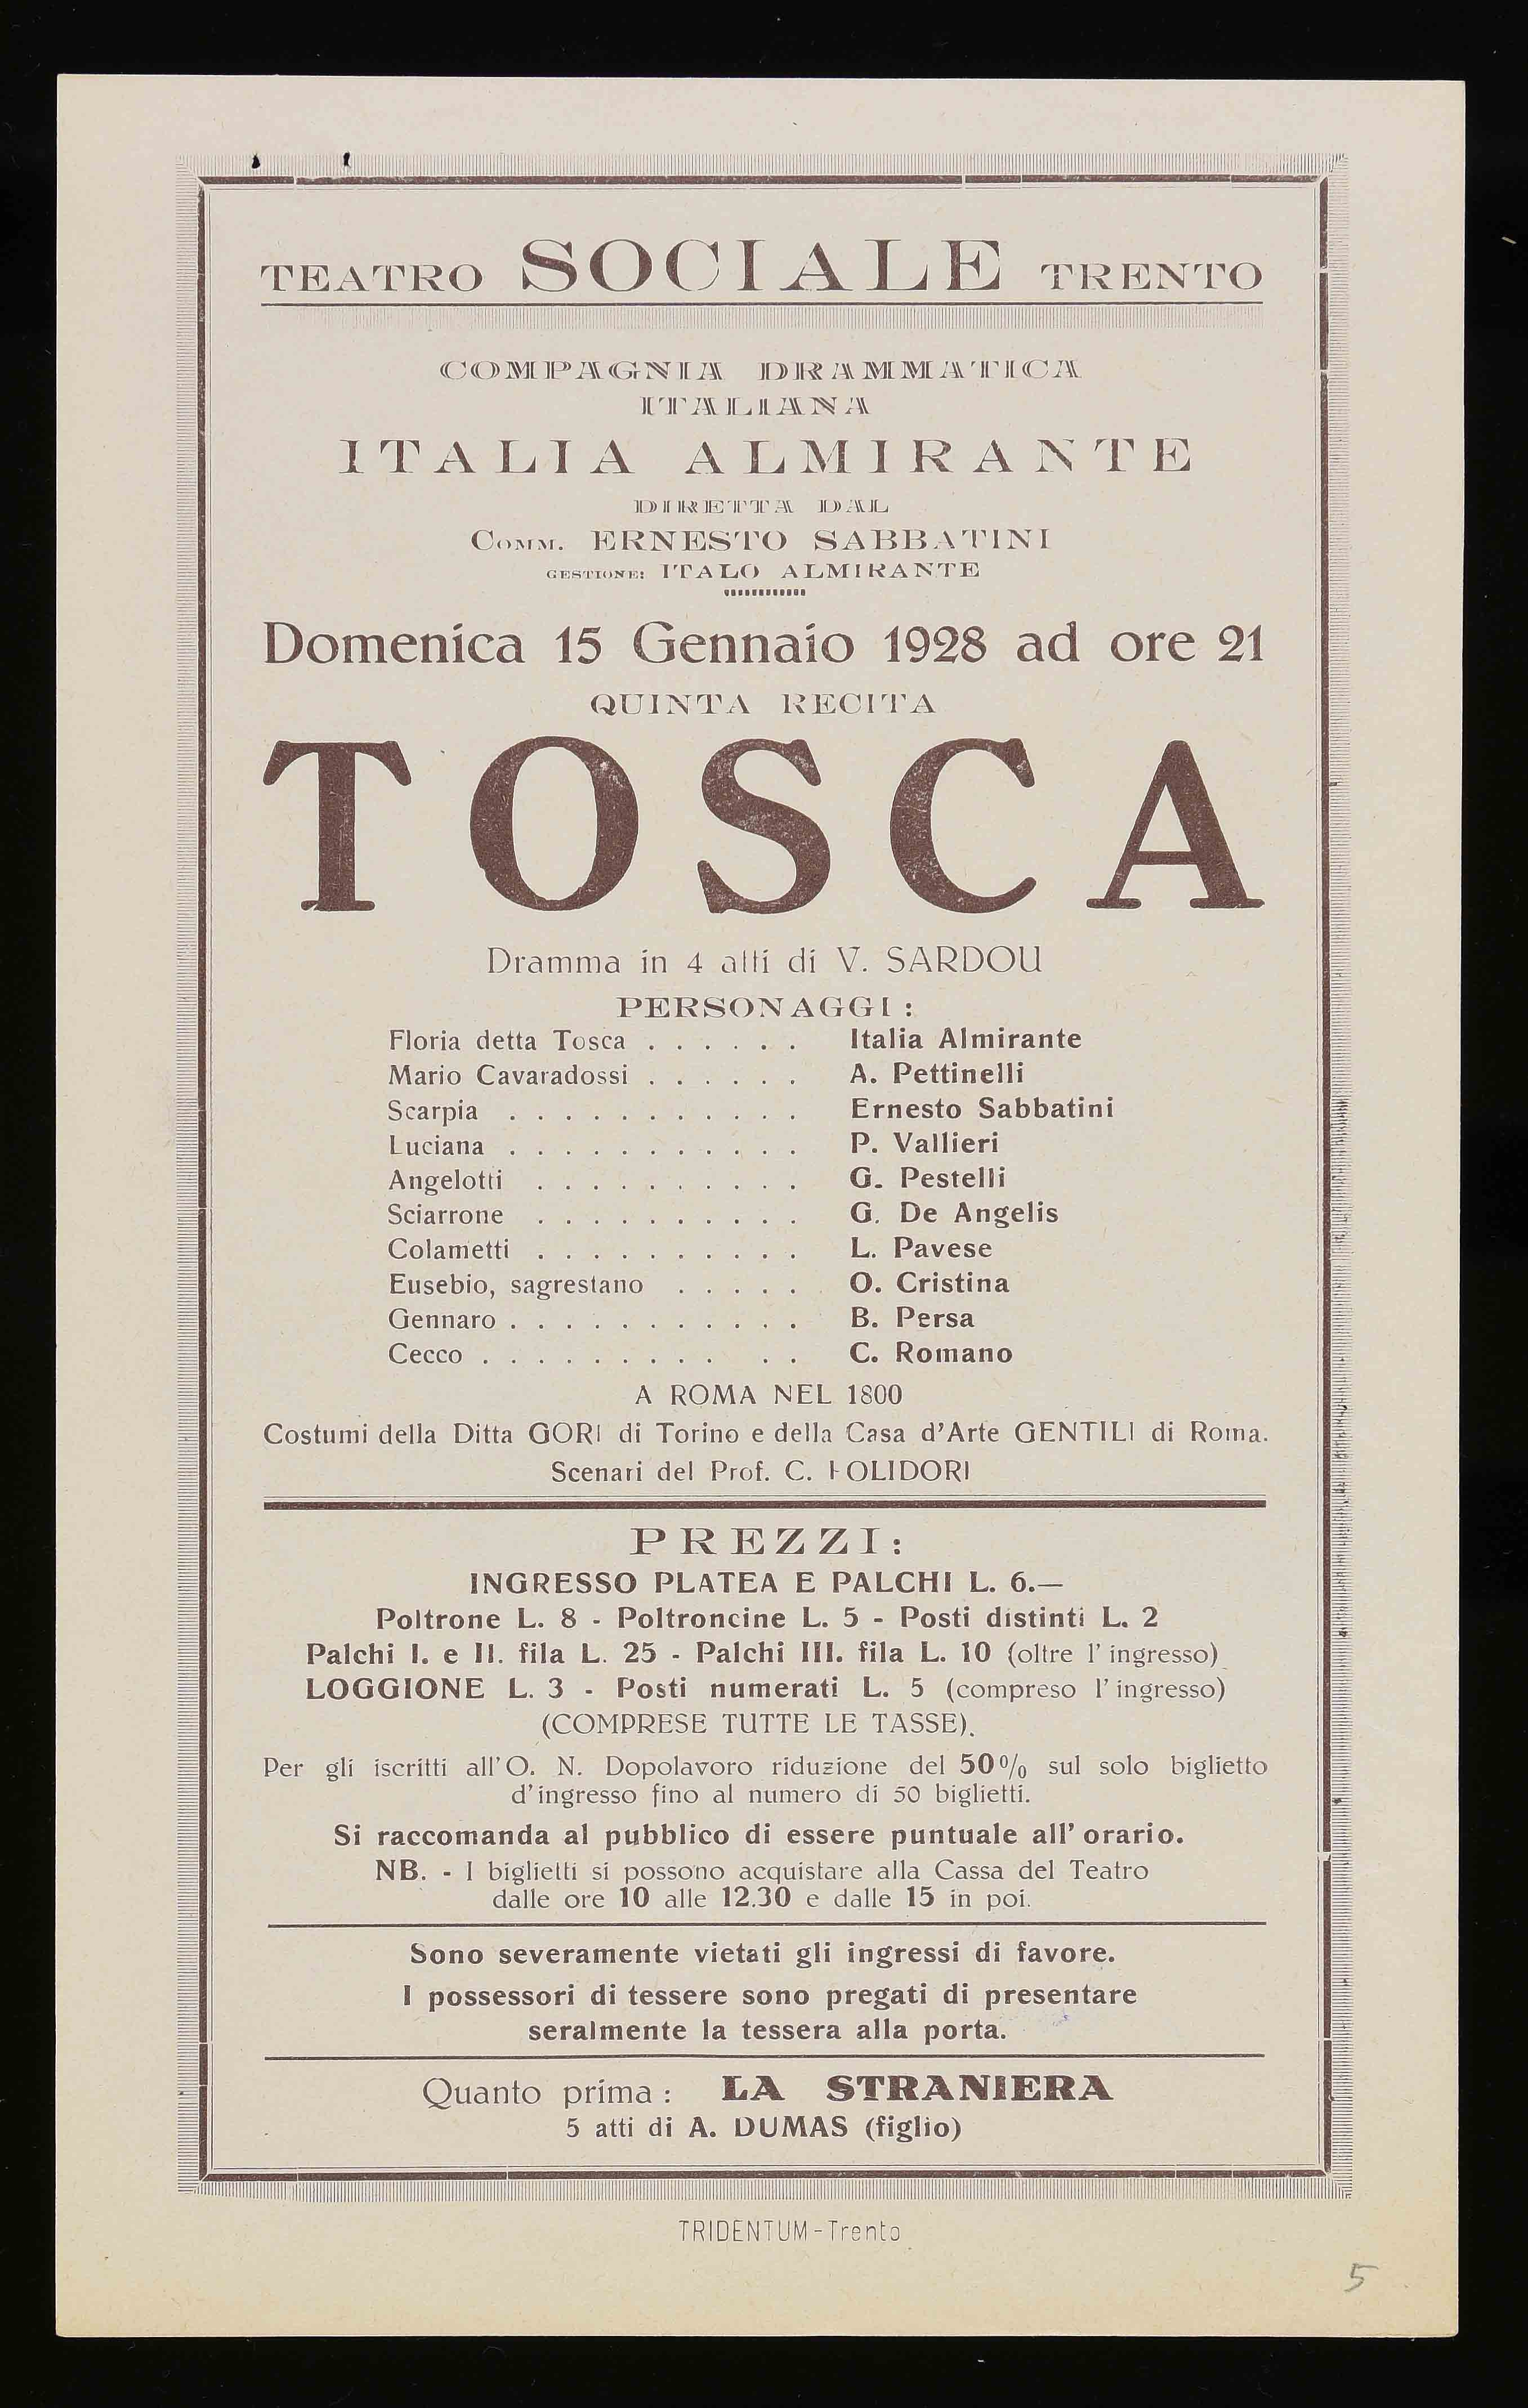 TEATRO SOCIALE TRENTO
COMPAGNIA DRAMMATICA
ITALIANA
ITALIA ALMIRANTE
DIRETTA DAL
Comm. ERNESTO SABBATINI
GESTIONE: ITALO ALMIRANTE
Domenica 15 Gennaio 1928 ad ore 21
QUINTA RECITA
TOSCA
Dramma in 4 atti di V. SARDOU
PERSONAGGI:
Floria detta Tosca . . . . . . Italia Almirante
Mario Cavaradossi . . . . . . A. Pettinelli
Scarpia . . . . . . . . . . . Ernesto Sabbatini
Luciana . . . . . . . . . . . P. Vallieri
Angelotti . . . . . . . . . . G. Pestelli
Sciarrone . . . . . . . . . . G. De Angelis
Colametti . . . . . . . . . . L. Pavese
Eusebio, sagrestano . . . . . O. Cristina
Gennaro . . . . . . . . . . . B. Persa
Cecco . . . . . . . . . . . C. Romano
A ROMA NEL 1800
Costumi della Ditta GORI di Torino e della Casa d'Arte GENTILI di Roma.
Scenari del Prof. C. POLIDORI
PREZZI:
INGRESSO PLATEA E PALCHI L. 6.—
Poltrone L. 8 - Poltroncine L. 5 - Posti distinti L. 2
Palchi I. e II. fila L. 25 - Palchi III. fila L. 10 (oltre l'ingresso)
LOGGIONE L. 3 - Posti numerati L. 5 (compreso l'ingresso)
(COMPRESE TUTTE LE TASSE).
Per gli iscritti all'O. N. Dopolavoro riduzione del 50% sul solo biglietto
d'ingresso fino al numero di 50 biglietti.
Si raccomanda al pubblico di essere puntuale all'orario.
NB. - I biglietti si possono acquistare alla Cassa del Teatro
dalle ore 10 alle 12.30 e dalle 15 in poi.
Sono severamente vietati gli ingressi di favore.
I possessori di tessere sono pregati di presentare
seralmente la tessera alla porta.
Quanto prima: LA STRANIERA
5 atti di A. DUMAS (figlio)
TRIDENTUM - Trento
5